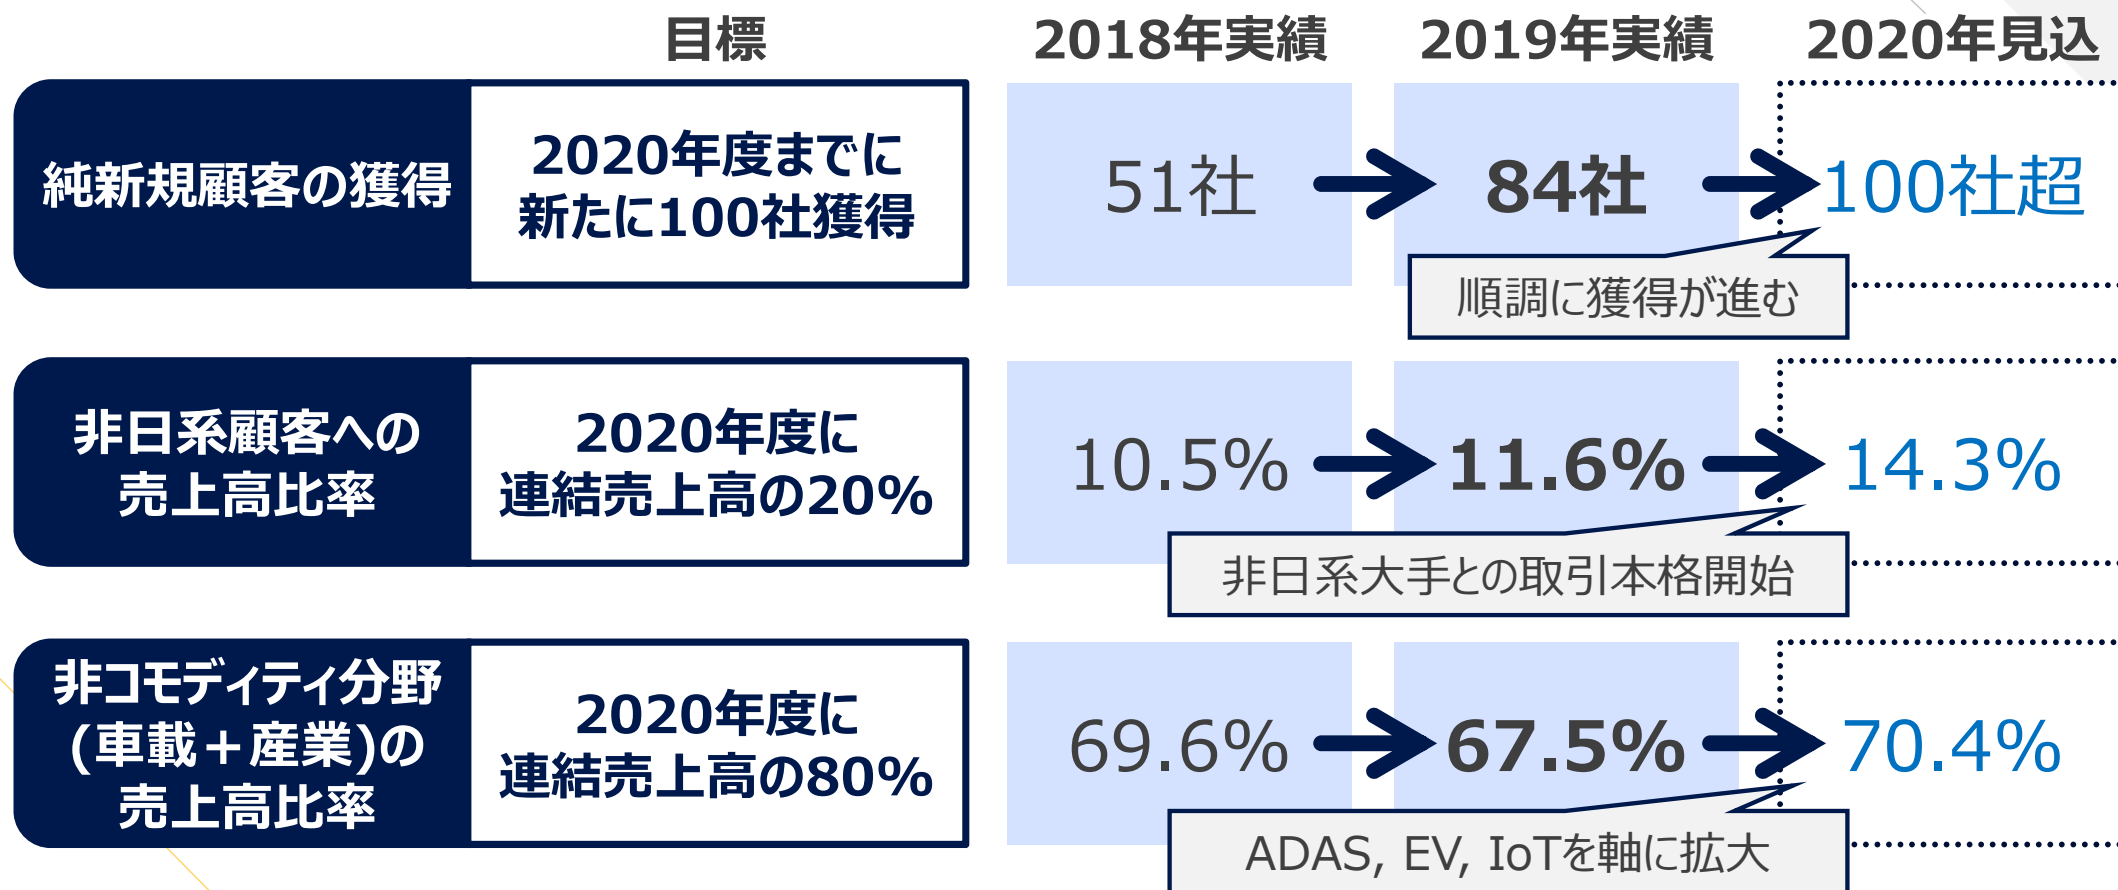 目標 2018年実績 2019年実績 2020年見込
純新規顧客の獲得
2020年度までに
新たに100社獲得
51社
84社
100社超
順調に獲得が進む
非日系顧客への
売上高比率
2020年度に
連結売上高の20%
10.5%
11.6%
14.3%
非日系大手との取引本格開始
非コモディティ分野
(車載+産業)の
売上高比率
2020年度に
連結売上高の80%
69.6%
67.5%
70.4%
ADAS, EV, IoTを軸に拡大